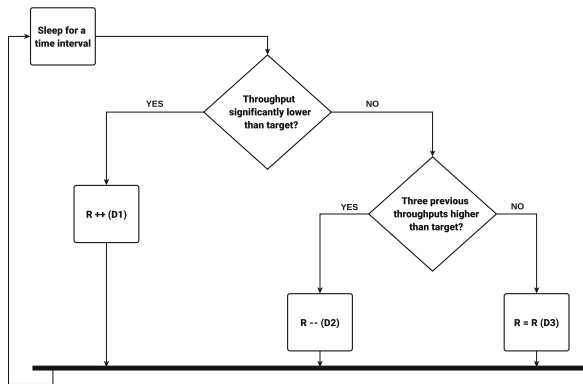 Sleep for a
time interval
Throughput
significantly lower
than target?
YES
NO
Three previous
throughputs higher
than target?
YES
NO
R ++ (D1)
R -- (D2)
R = R (D3)